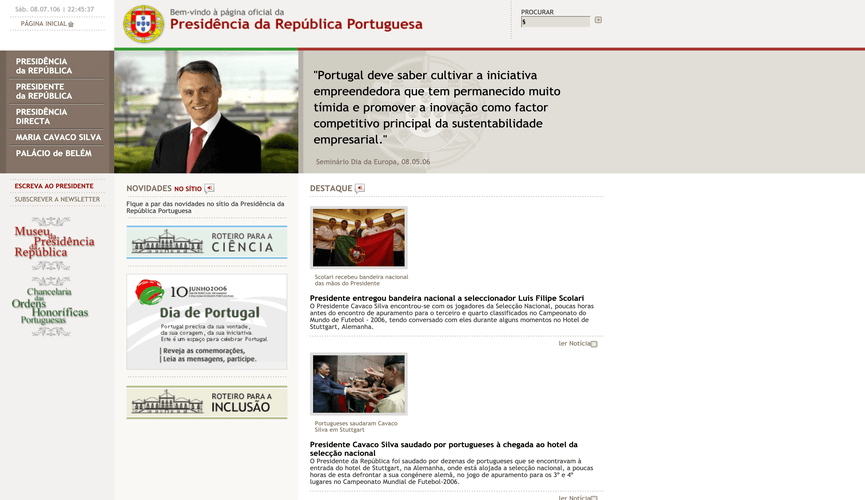 Sáb. 08.07.106 | 22:45:37
PÁGINA INICIAL
Bem-vindo à página oficial da
Presidência da República Portuguesa
PROCURAR
$
PRESIDÊNCIA
da REPÚBLICA
PRESIDENTE
da REPÚBLICA
PRESIDÊNCIA
DIRECTA
MARIA CAVACO SILVA
PALÁCIO de BELÉM
"Portugal deve saber cultivar a iniciativa
empreendedora que tem permanecido muito
tímida e promover a inovação como factor
competitivo principal da sustentabilidade
empresarial."
Seminário Dia da Europa, 08.05.06
ESCREVA AO PRESIDENTE
SUBSCREVER A NEWSLETTER
Museu
da Presidência
da República
Chancelaria
das
Ordens
Honoríficas
Portuguesas
NOVIDADES NO SÍTIO
Fique a par das novidades no sítio da Presidência da
República Portuguesa
ROTEIRO PARA A
CIÊNCIA
10 JUNHO2006
Dia de Portugal
Portugal precisa da sua vontade,
da sua coragem, da sua iniciativa.
Este é um espaço para celebrar Portugal.
| Reveja as comemorações,
| Leia as mensagens, participe.
ROTEIRO PARA A
INCLUSÃO
DESTAQUE
Scolari recebeu bandeira nacional
das mãos do Presidente
Presidente entregou bandeira nacional a seleccionador Luís Filipe Scolari
O Presidente Cavaco Silva encontrou-se com os jogadores da Selecção Nacional, poucas horas
antes do encontro de apuramento para o terceiro e quarto classificados no Campeonato do
Mundo de Futebol - 2006, tendo conversado com eles durante alguns momentos no Hotel de
Stuttgart, Alemanha.
ler Notícia
Portugueses saudaram Cavaco
Silva em Stuttgart
Presidente Cavaco Silva saudado por portugueses à chegada ao hotel da
selecção nacional
O Presidente da República foi saudado por dezenas de portugueses que se encontravam à
entrada do hotel de Stuttgart, na Alemanha, onde está alojada a selecção nacional, a poucas
horas de esta defrontar a sua congénere alemã, no jogo de apuramento para os 3º e 4º
lugares no Campeonato Mundial de Futebol-2006.
ler Notícia